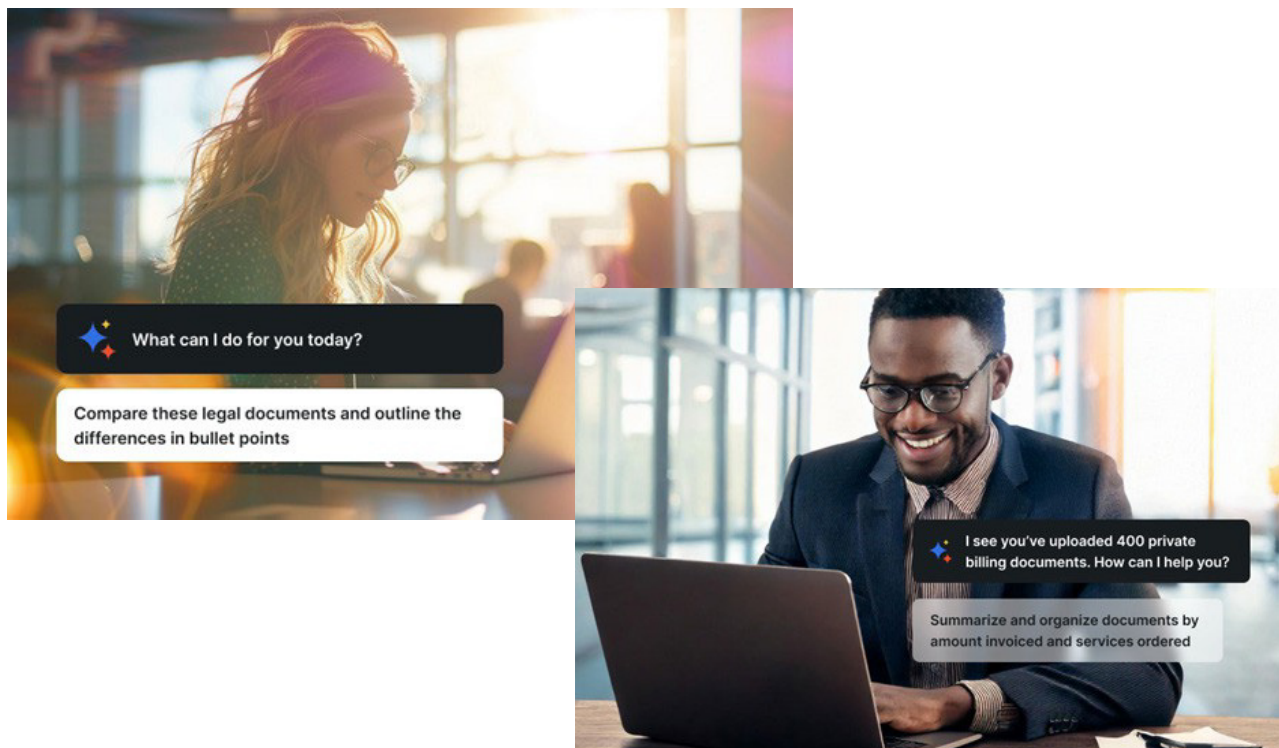 What can I do for you today?
Compare these legal documents and outline the
differences in bullet points
I see you’ve uploaded 400 private
billing documents. How can I help you?
Summarize and organize documents by
amount invoiced and services ordered